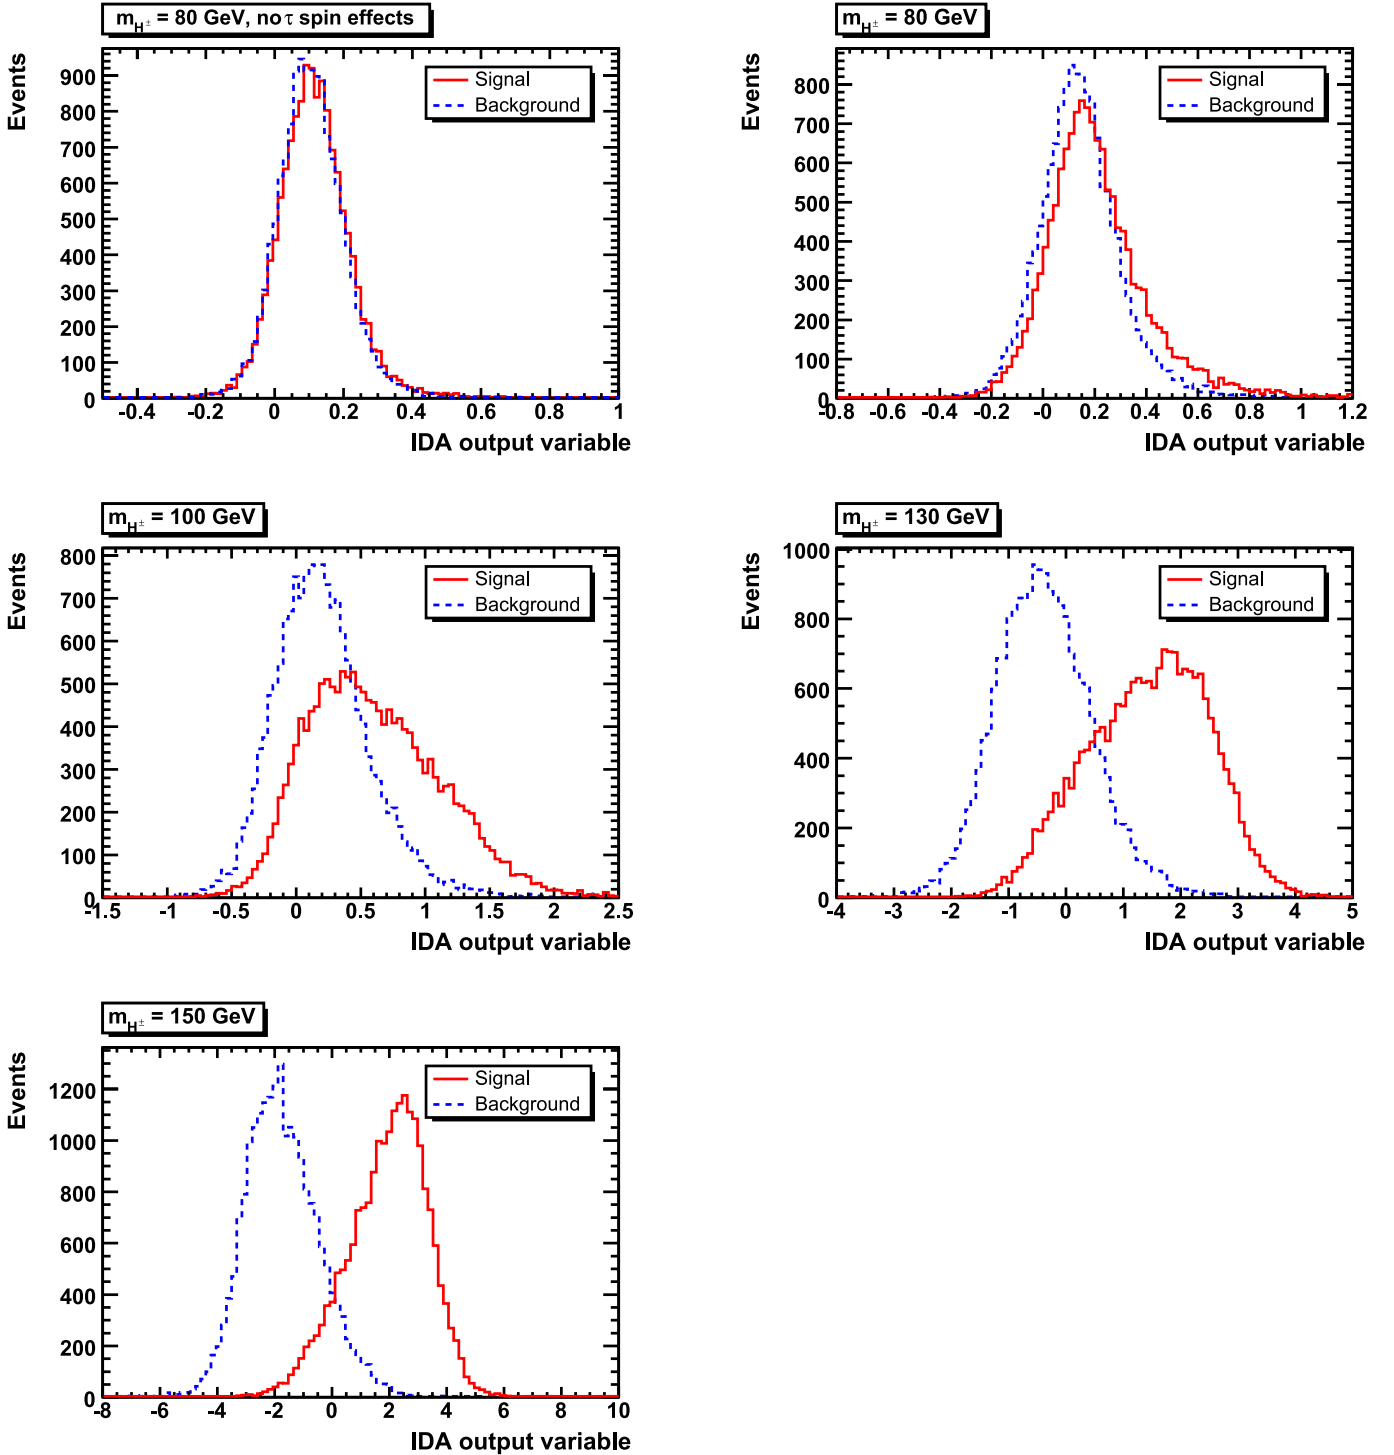 m_H± = 80 GeV, no τ spin effects
Events
900
800
700
600
500
400
300
200
100
0
Signal
Background
-0.4 -0.2 0 0.2 0.4 0.6 0.8 1
IDA output variable
m_H± = 80 GeV
Events
800
700
600
500
400
300
200
100
0
Signal
Background
-0.8 -0.6 -0.4 -0.2 -0 0.2 0.4 0.6 0.8 1 1.2
IDA output variable
m_H± = 100 GeV
Events
800
700
600
500
400
300
200
100
0
Signal
Background
-1.5 -1 -0.5 0 0.5 1 1.5 2 2.5
IDA output variable
m_H± = 130 GeV
Events
1000
800
600
400
200
0
Signal
Background
-4 -3 -2 -1 0 1 2 3 4 5
IDA output variable
m_H± = 150 GeV
Events
1200
1000
800
600
400
200
0
Signal
Background
-8 -6 -4 -2 0 2 4 6 8 10
IDA output variable